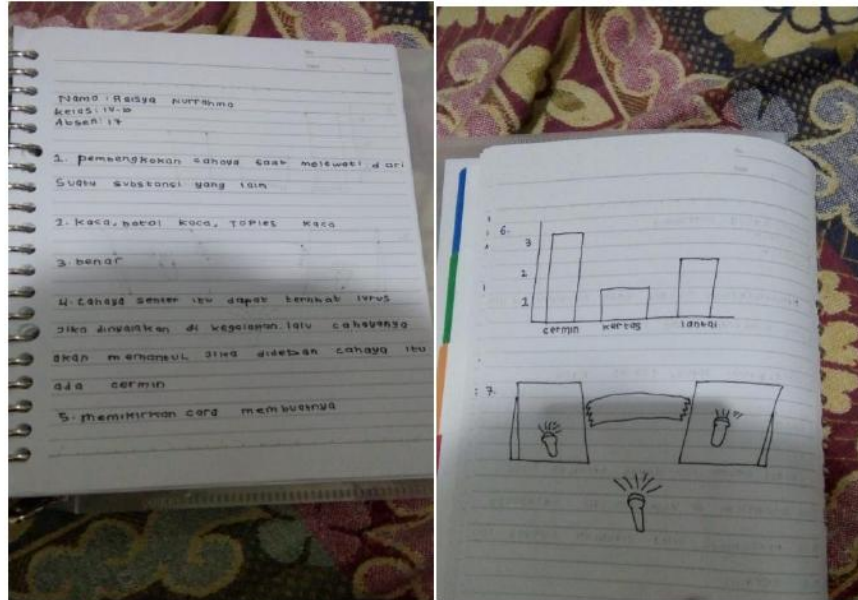 Nama : Raisya Nurrahma
Kelas : IV-B
Absen : 17
1. pembengkokan cahaya saat melewati dari
suatu substansi yang lain
2. kaca, botol kaca, toples kaca
3. benar
4. cahaya senter itu dapat terlihat lurus
jika dinyalakan di kegelapan. lalu cahayanya
akan memantul jika didepan cahaya itu
ada cermin
5. memikirkan cara membuatnya
6.
3
2
1
cermin kertas lantai
7.